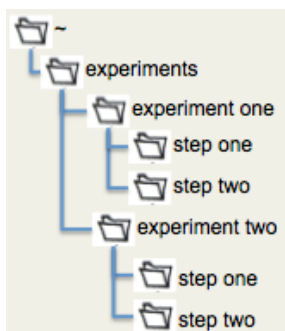 ~
experiments
experiment one
step one
step two
experiment two
step one
step two